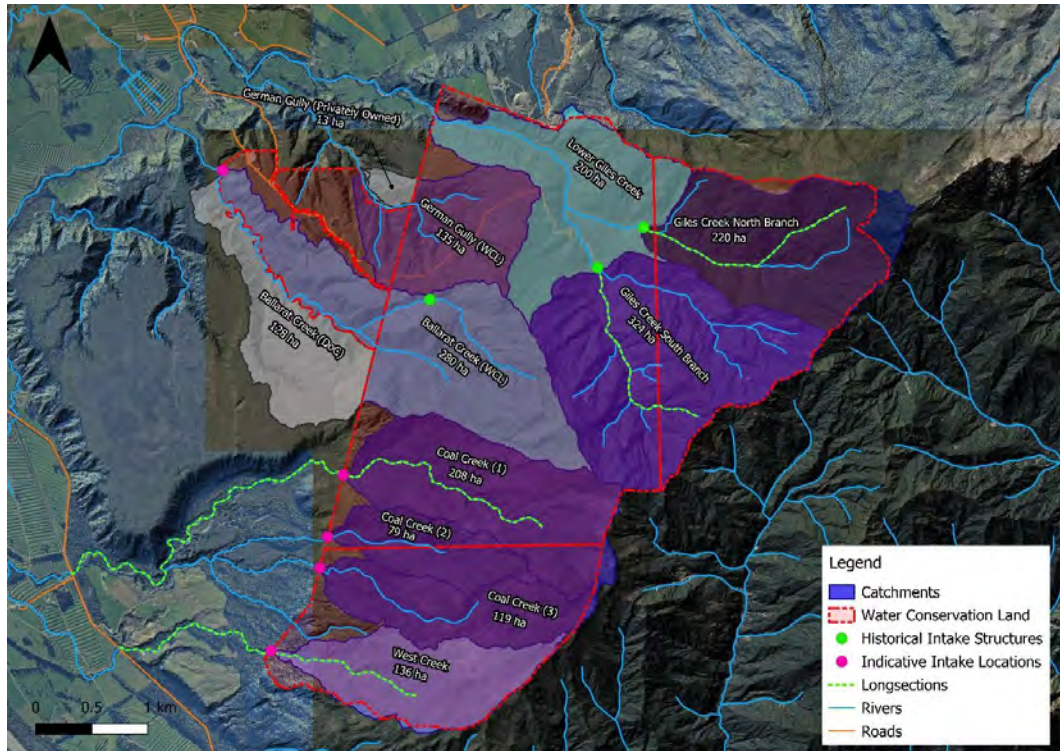 German Gully (Privately Owned)
13 ha
Lower Giles Creek
200 ha
German Gully (WCL)
135 ha
Giles Creek North Branch
220 ha
Giles Creek South Branch
321 ha
Ballarat Creek (DoC)
128 ha
Ballarat Creek (WCL)
280 ha
Coal Creek (1)
208 ha
Coal Creek (2)
79 ha
Coal Creek (3)
119 ha
West Creek
136 ha
0 0.5 1 km
Legend
Catchments
Water Conservation Land
Historical Intake Structures
Indicative Intake Locations
Longsections
Rivers
Roads